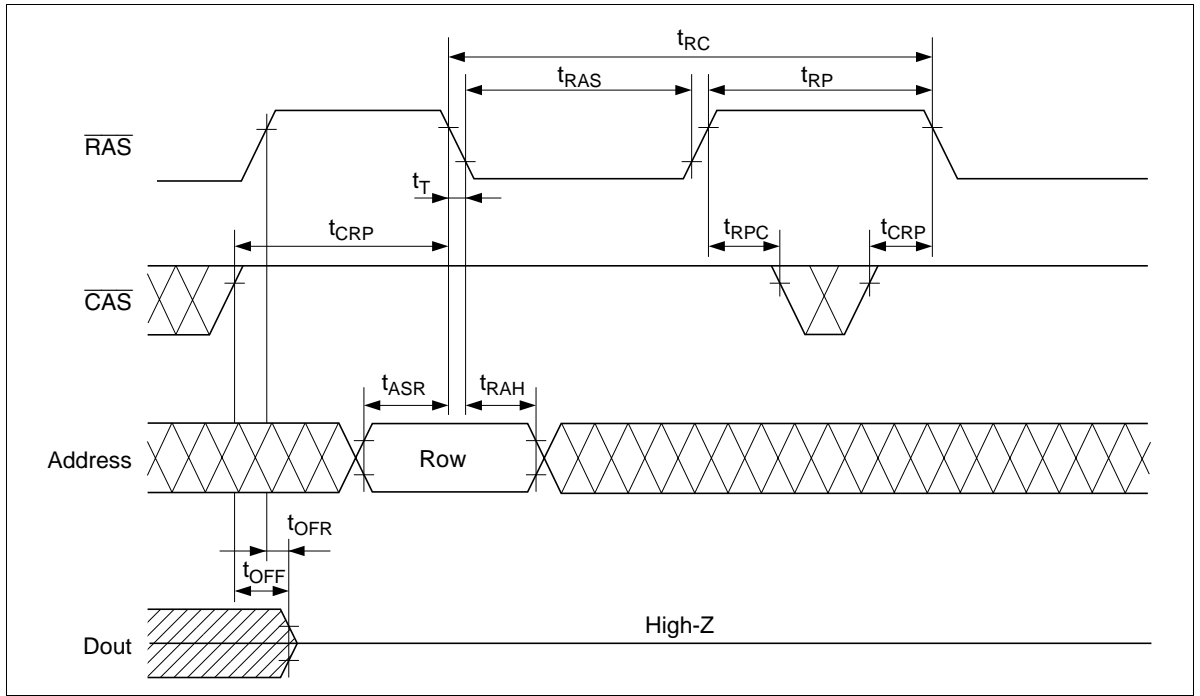 tRC
tRAS
tRP
RAS
tT
tCRP
tRPC
tCRP
CAS
tASR
tRAH
Address
Row
tOFR
tOFF
High-Z
Dout